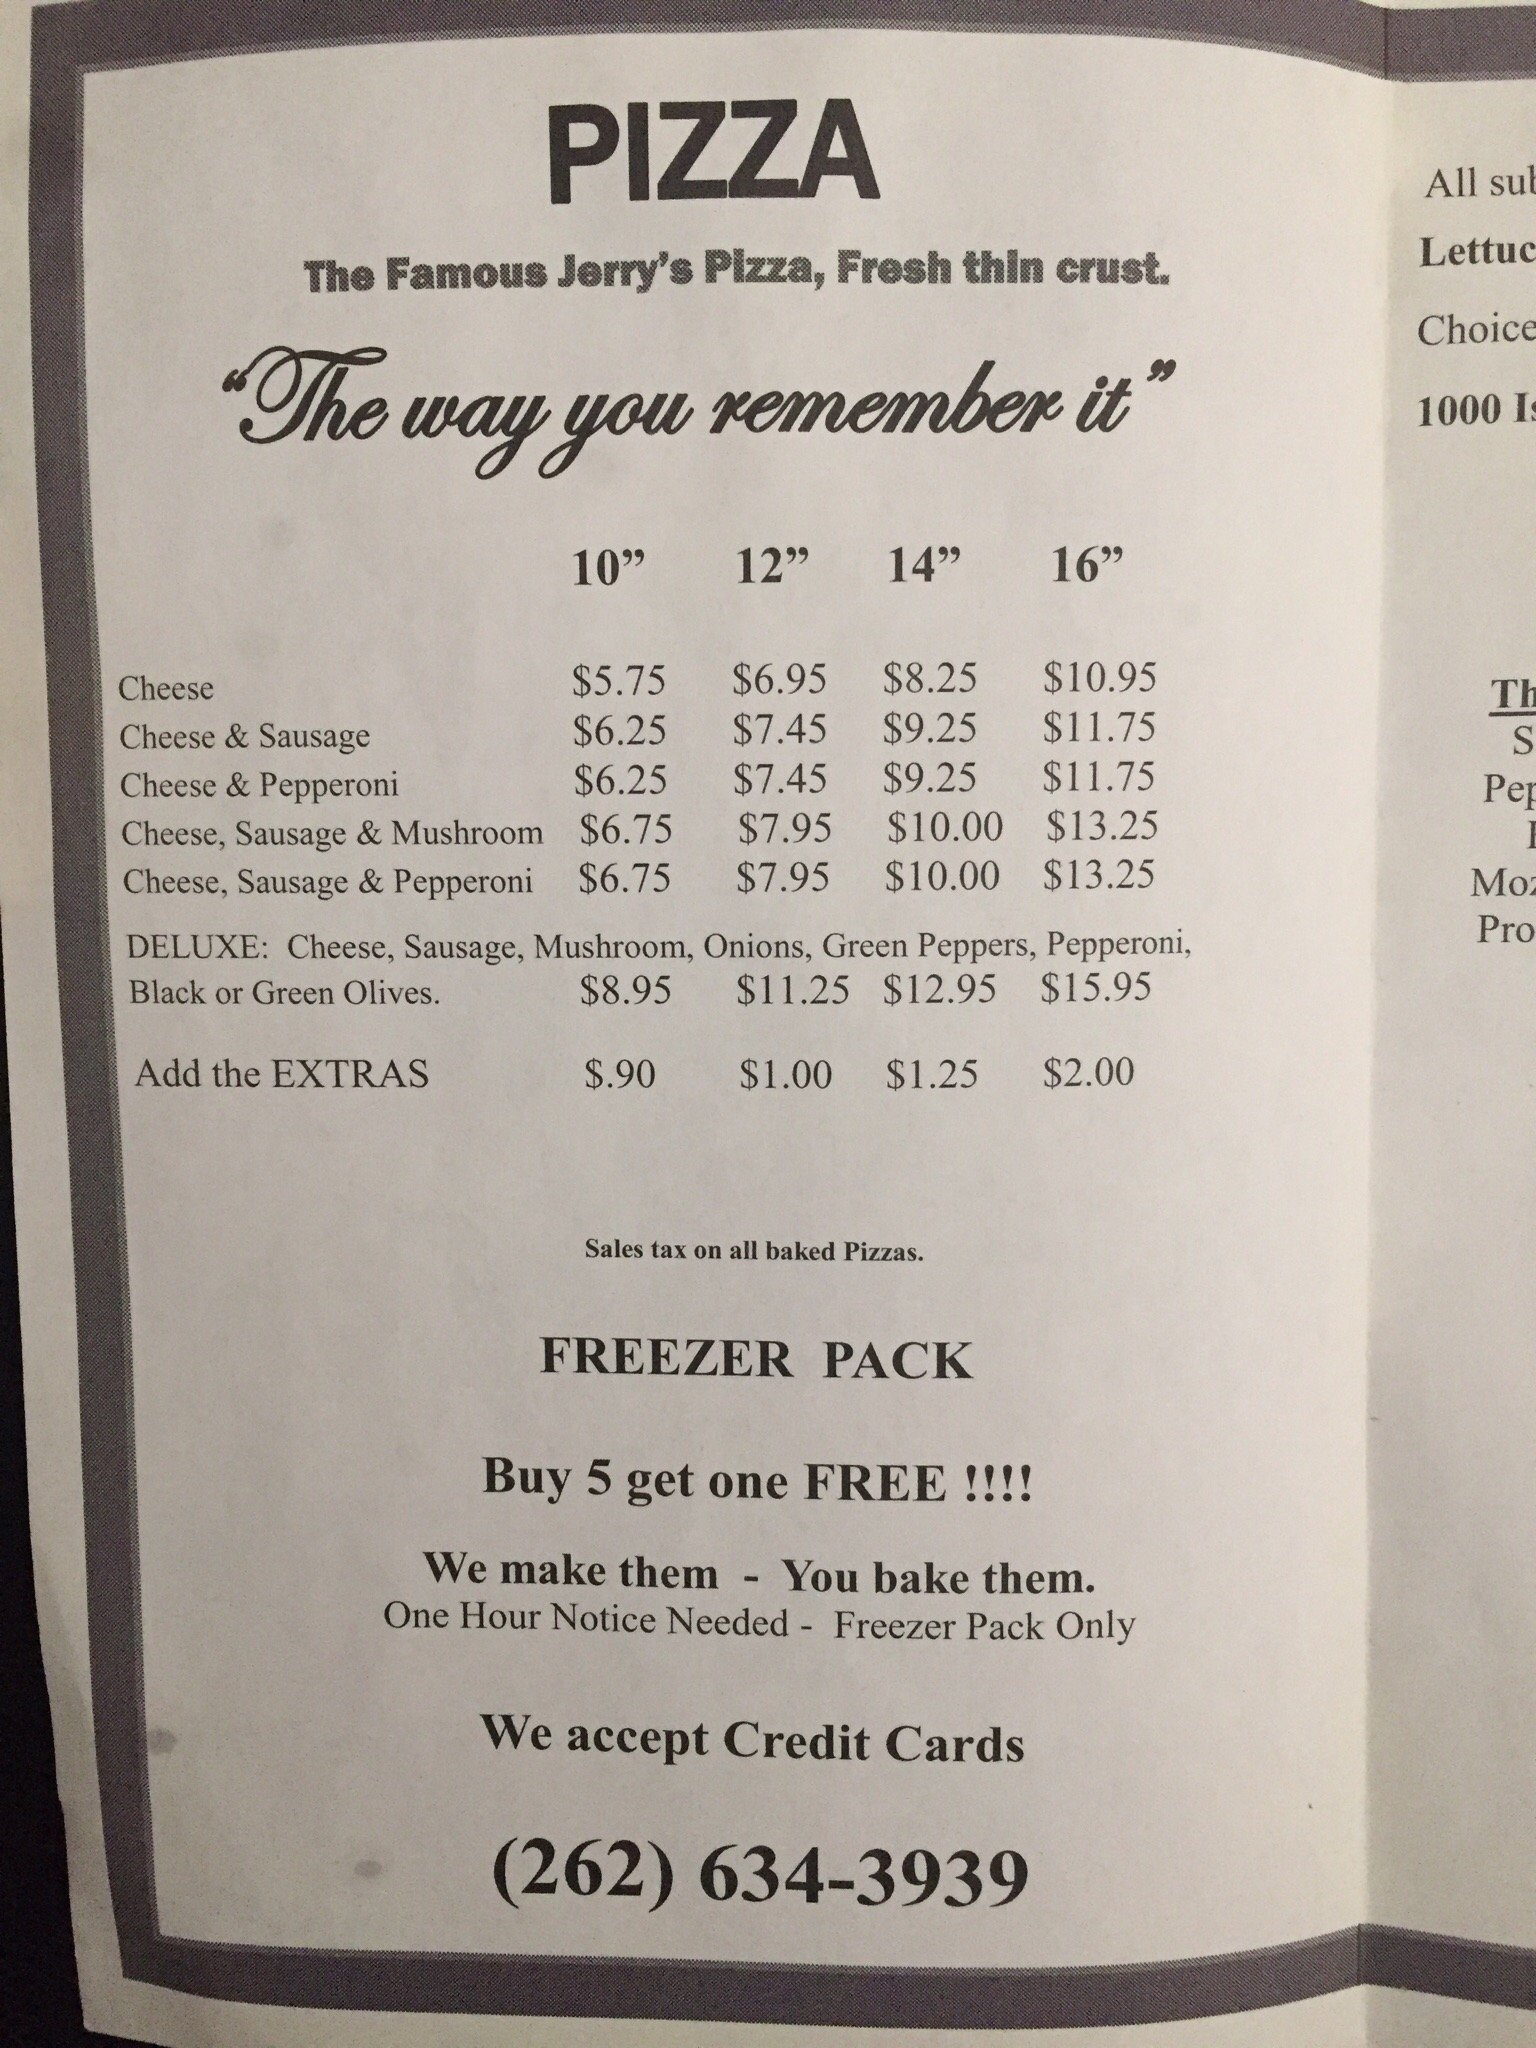 PIZZA
The Famous Jerry's Pizza, Fresh thin crust.
“The way you remember it”
10” 12” 14” 16”
Cheese $5.75 $6.95 $8.25 $10.95
Cheese & Sausage $6.25 $7.45 $9.25 $11.75
Cheese & Pepperoni $6.25 $7.45 $9.25 $11.75
Cheese, Sausage & Mushroom $6.75 $7.95 $10.00 $13.25
Cheese, Sausage & Pepperoni $6.75 $7.95 $10.00 $13.25
DELUXE: Cheese, Sausage, Mushroom, Onions, Green Peppers, Pepperoni,
Black or Green Olives. $8.95 $11.25 $12.95 $15.95
Add the EXTRAS $.90 $1.00 $1.25 $2.00
Sales tax on all baked Pizzas.
FREEZER PACK
Buy 5 get one FREE !!!!
We make them - You bake them.
One Hour Notice Needed - Freezer Pack Only
We accept Credit Cards
(262) 634-3939
All
Choice
1000